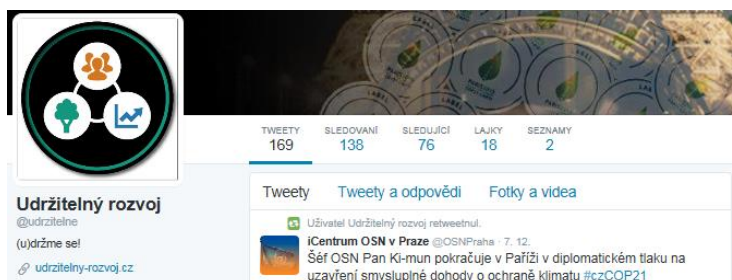 TWEETY SLEDOVANÍ SLEDUJÍCÍ LAJKY SEZNAMY
169 138 76 18 2
Tweety Tweety a odpovědi Fotky a videa
Udržitelný rozvoj
@udrzitelne
(u)držme se!
udrzitelny-rozvoj.cz
Uživatel Udržitelný rozvoj retweetnul.
iCentrum OSN v Praze @OSNPraha · 7. 12.
Šéf OSN Pan Ki-mun pokračuje v Paříži v diplomatickém tlaku na
uzavření smysluplné dohody o ochraně klimatu #czCOP21